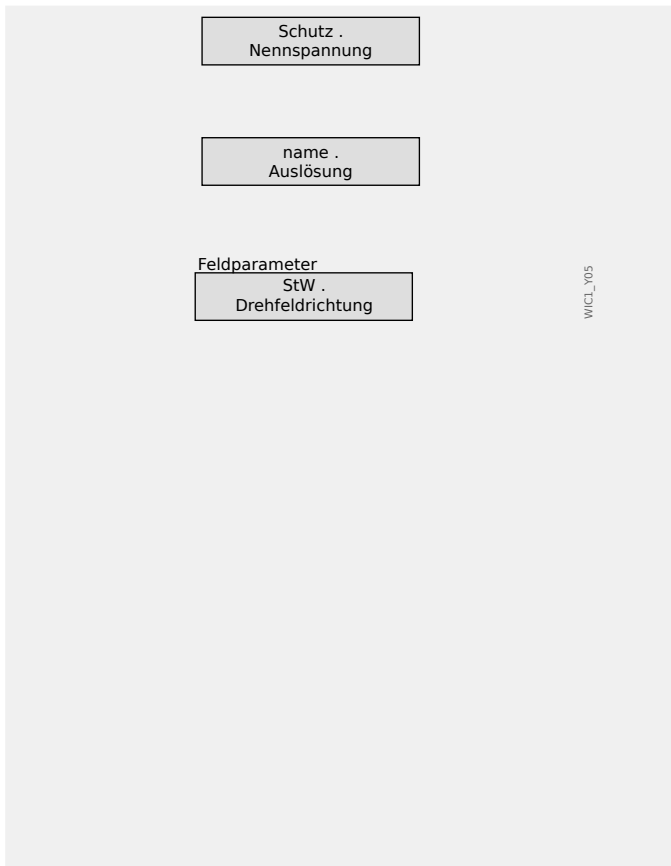 Schutz .
Nennspannung
name .
Auslösung
Feldparameter
StW .
Drehfeldrichtung
WIC1_Y05